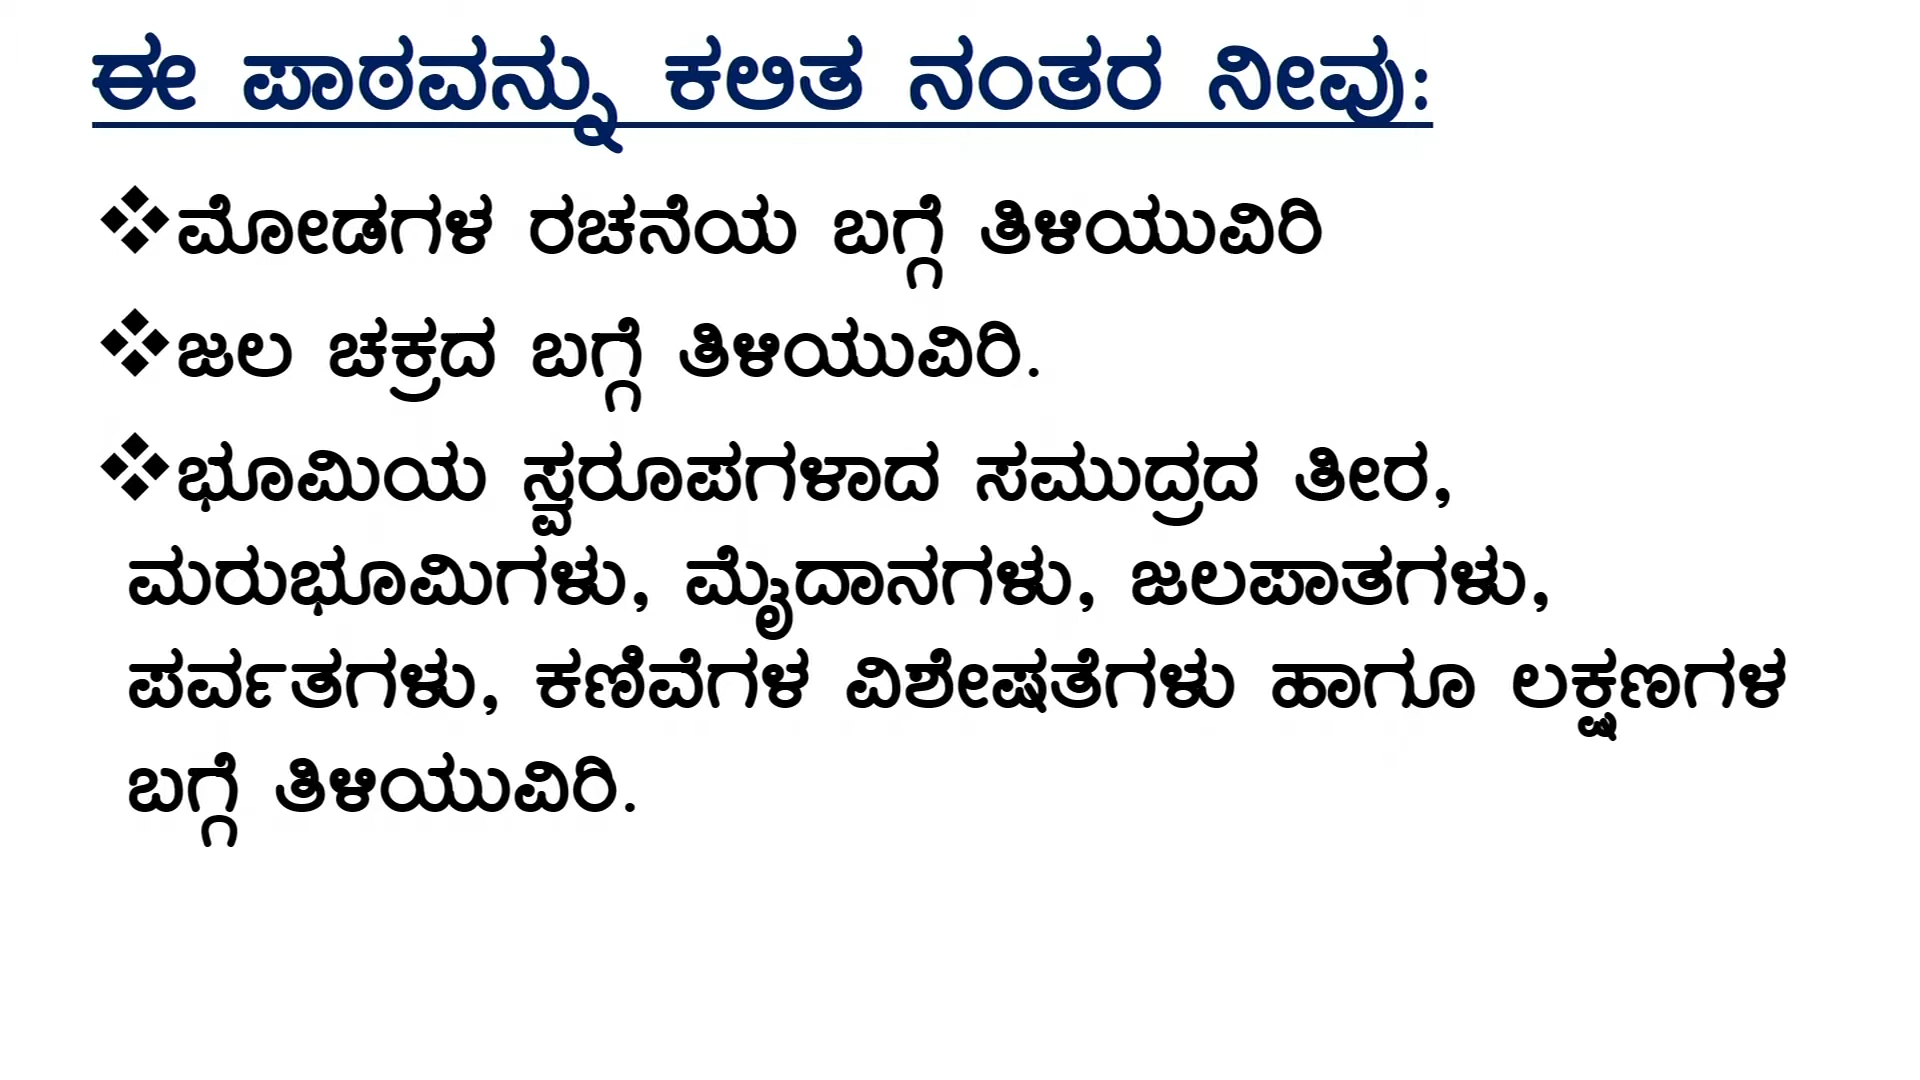 ಈ ಪಾಠವನ್ನು ಕಲಿತ ನಂತರ ನೀವು:
❖ಮೋಡಗಳ ರಚನೆಯ ಬಗ್ಗೆ ತಿಳಿಯುವಿರಿ
❖ಜಲ ಚಕ್ರದ ಬಗ್ಗೆ ತಿಳಿಯುವಿರಿ.
❖ಭೂಮಿಯ ಸ್ವರೂಪಗಳಾದ ಸಮುದ್ರದ ತೀರ,
ಮರುಭೂಮಿಗಳು, ಮೈದಾನಗಳು, ಜಲಪಾತಗಳು,
ಪರ್ವತಗಳು, ಕಣಿವೆಗಳ ವಿಶೇಷತೆಗಳು ಹಾಗೂ ಲಕ್ಷಣಗಳ
ಬಗ್ಗೆ ತಿಳಿಯುವಿರಿ.